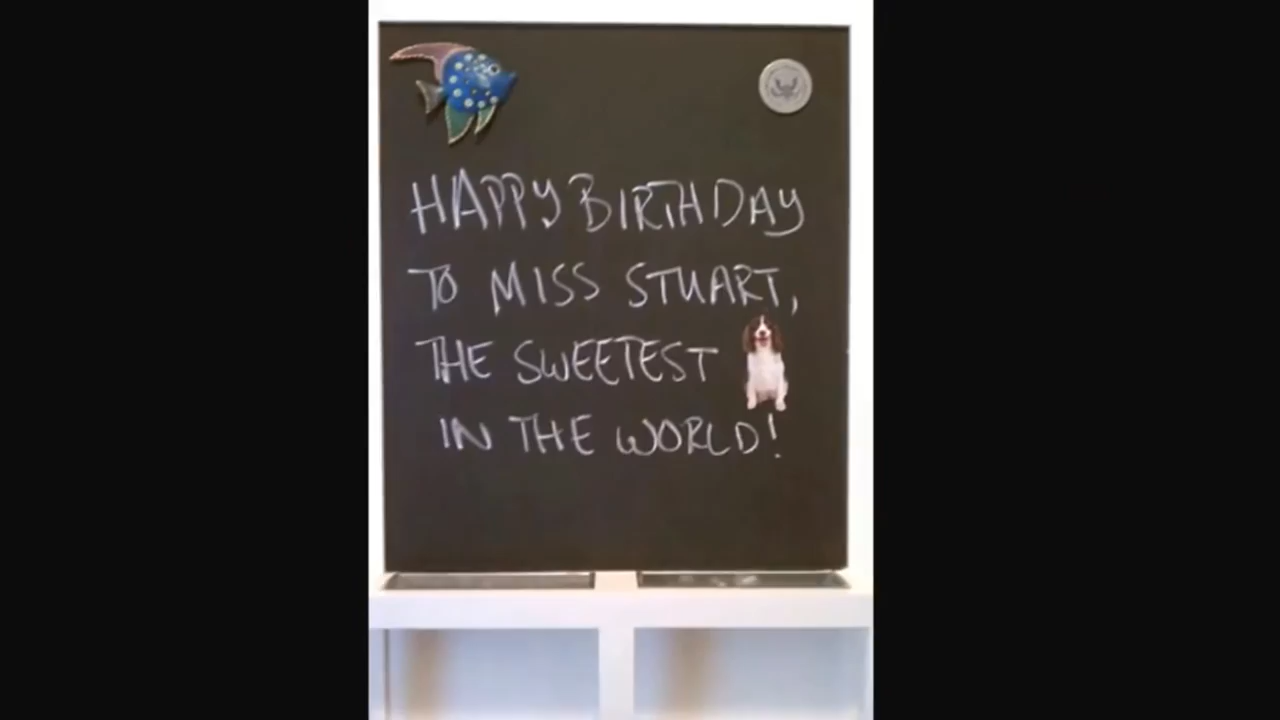 HAPPY BIRTHDAY
TO MISS STUART,
THE SWEETEST
IN THE WORLD!